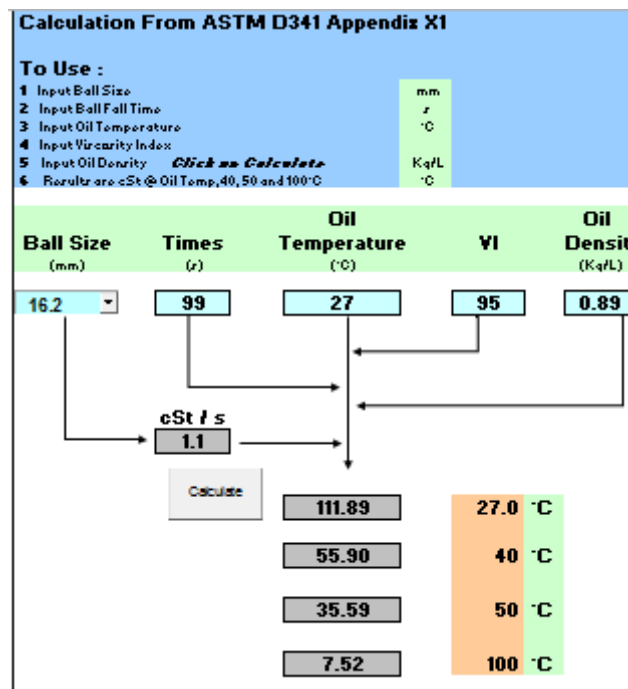 Calculation From ASTM D341 Appendix X1
To Use :
1 Input Ball Size mm
2 Input Ball Fall Time s
3 Input Oil Temperature °C
4 Input Viscosity Index
5 Input Oil Density Click on Calculate Kg/L
6 Results are cSt @ Oil Temp,40, 50 and 100°C °C
Oil Oil
Ball Size Times Temperature VI Densit
(mm) (s) (°C) (Kg/L)
16.2 99 27 95 0.89
cSt / s
1.1
Calculate
111.89 27.0 °C
55.90 40 °C
35.59 50 °C
7.52 100 °C